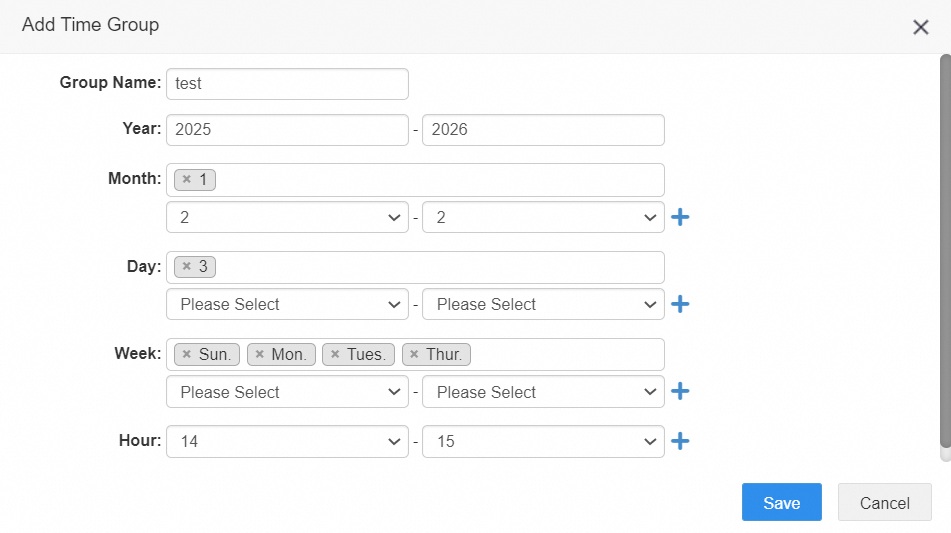 Add Time Group
Group Name: test
Year: 2025 - 2026
Month: × 1
2 - 2
Day: × 3
Please Select - Please Select
Week: × Sun. × Mon. × Tues. × Thur.
Please Select - Please Select
Hour: 14 - 15
Save Cancel